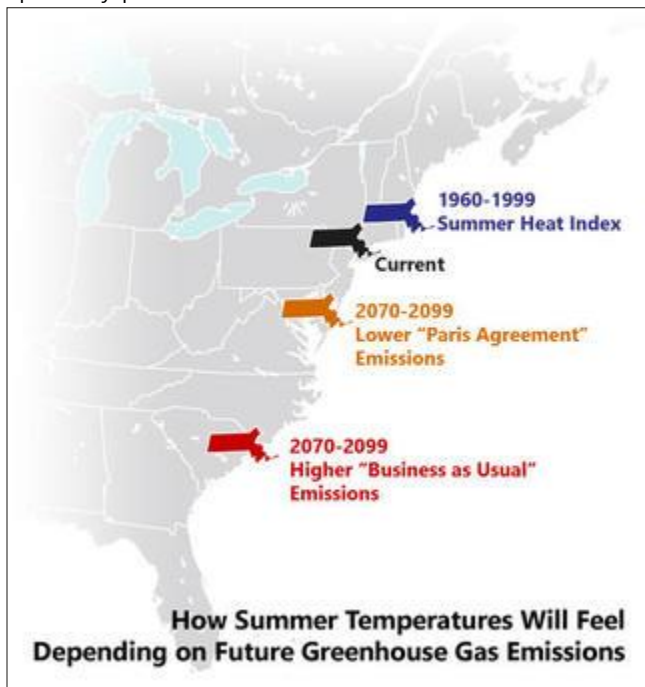 1960-1999
Summer Heat Index
Current
2070-2099
Lower “Paris Agreement”
Emissions
2070-2099
Higher “Business as Usual”
Emissions
How Summer Temperatures Will Feel
Depending on Future Greenhouse Gas Emissions